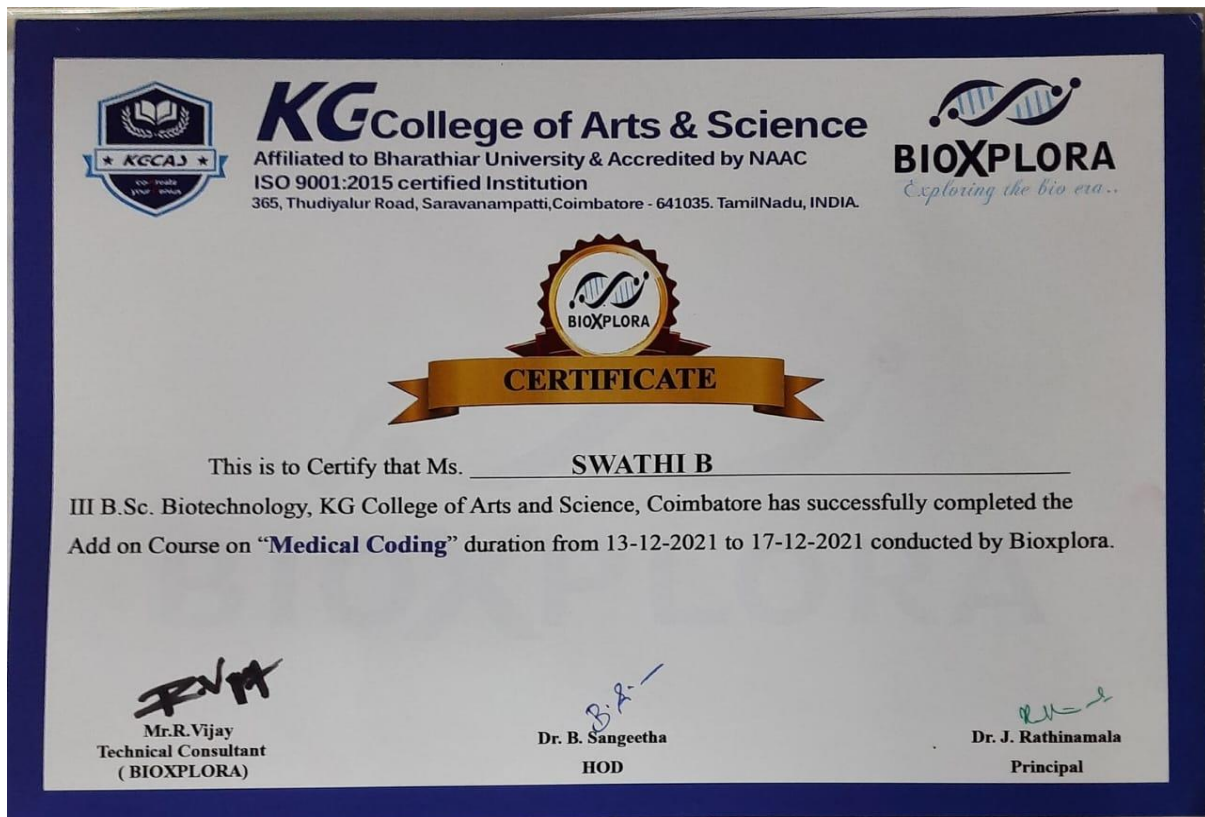 KG College of Arts & Science
Affiliated to Bharathiar University & Accredited by NAAC
ISO 9001:2015 certified Institution
365, Thudiyalur Road, Saravanampatti,Coimbatore - 641035. TamilNadu, INDIA.
KGCAS
BIOXPLORA
Exploring the bio era..
BIOXPLORA
CERTIFICATE
This is to Certify that Ms. SWATHI B
III B.Sc. Biotechnology, KG College of Arts and Science, Coimbatore has successfully completed the
Add on Course on “Medical Coding” duration from 13-12-2021 to 17-12-2021 conducted by Bioxplora.
BIOXPLORA
R.Vijay
Mr.R.Vijay
Technical Consultant
( BIOXPLORA)
Dr. B. Sangeetha
HOD
Dr. J. Rathinamala
Principal